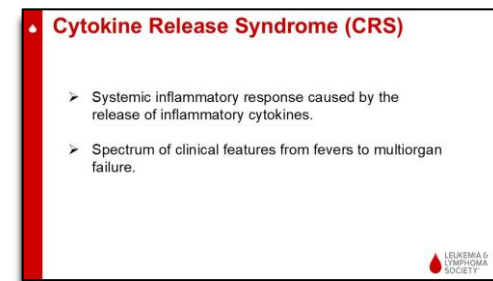 Cytokine Release Syndrome (CRS)
➢ Systemic inflammatory response caused by the
release of inflammatory cytokines.
➢ Spectrum of clinical features from fevers to multiorgan
failure.
LEUKEMIA &
LYMPHOMA
SOCIETY